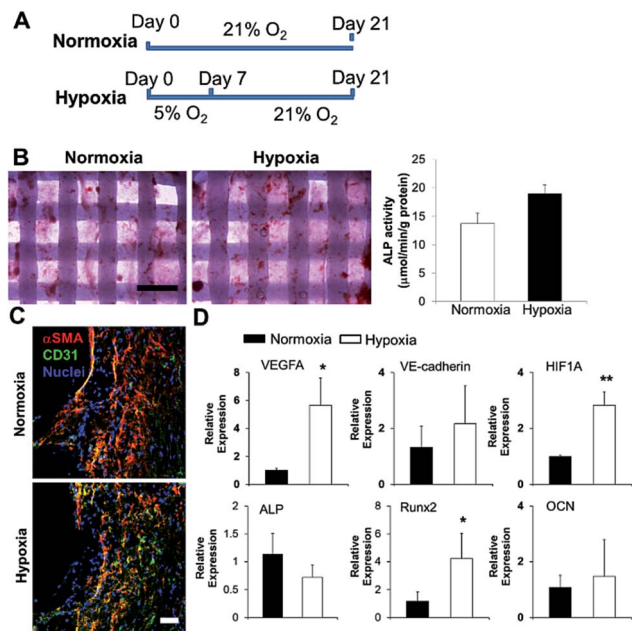 A
Normoxia
Day 0
21% O₂
Day 21
Hypoxia
Day 0
Day 7
Day 21
5% O₂
21% O₂
B
Normoxia
Hypoxia
ALP activity
(μmol/min/g protein)
25
20
15
10
5
0
Normoxia
Hypoxia
C
αSMA
CD31
Nuclei
Normoxia
Hypoxia
D
Normoxia
Hypoxia
VEGFA
Relative
Expression
8
6
4
2
0
*
VE-cadherin
Relative
Expression
6
4
2
0
HIF1A
Relative
Expression
4
2
0
**
ALP
Relative
Expression
2
1.5
1
0.5
0
Runx2
Relative
Expression
8
6
4
2
0
*
OCN
Relative
Expression
4
2
0